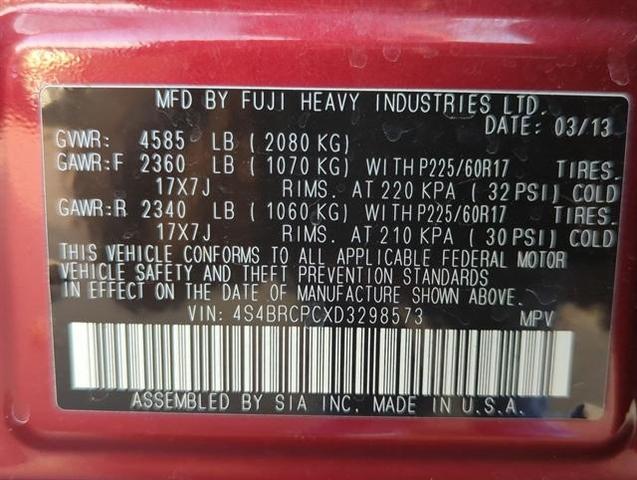 MFD BY FUJI HEAVY INDUSTRIES LTD.
DATE: 03/13
GVWR: 4585 LB ( 2080 KG)
GAWR:F 2360 LB ( 1070 KG) WITH P225/60R17 TIRES.
17X7J RIMS. AT 220 KPA ( 32 PSI) COLD
GAWR:R 2340 LB ( 1060 KG) WITH P225/60R17 TIRES.
17X7J RIMS. AT 210 KPA ( 30 PSI) COLD
THIS VEHICLE CONFORMS TO ALL APPLICABLE FEDERAL MOTOR
VEHICLE SAFETY AND THEFT PREVENTION STANDARDS
IN EFFECT ON THE DATE OF MANUFACTURE SHOWN ABOVE.
VIN: 4S4BRCPCXD3298573 MPV
ASSEMBLED BY SIA INC. MADE IN U.S.A.